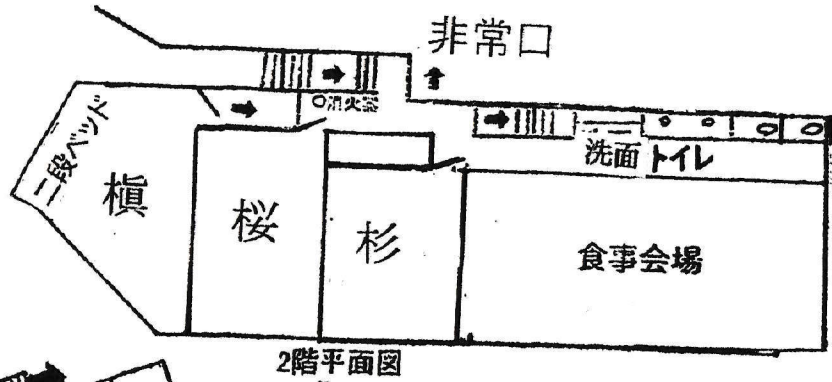 非常口
消火器
洗面 トイレ
二段ベッド
槇
桜
杉
食事会場
2階平面図